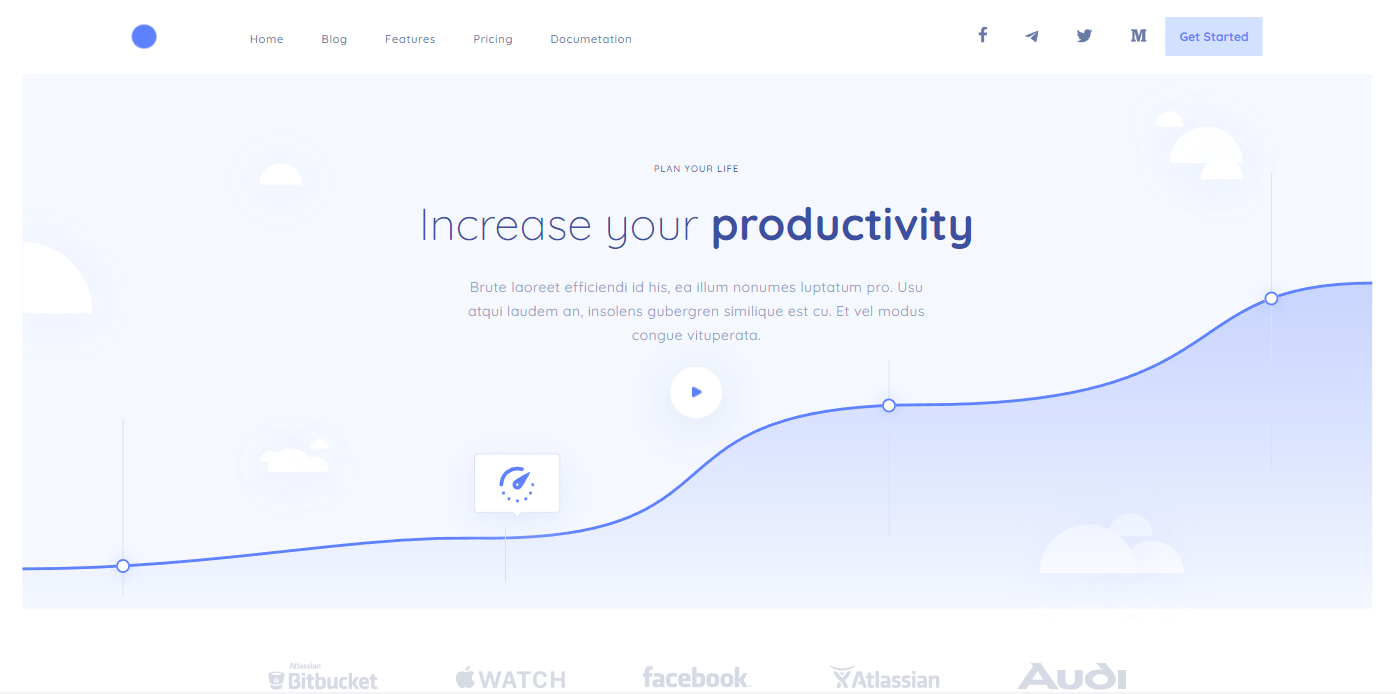 Home Blog Features Pricing Documetation Get Started
PLAN YOUR LIFE
Increase your productivity
Brute laoreet efficiendi id his, ea illum nonumes luptatum pro. Usu
atqui laudem an, insolens gubergren similique est cu. Et vel modus
congue vituperata.
Atlassian
Bitbucket WATCH facebook. Atlassian Audi